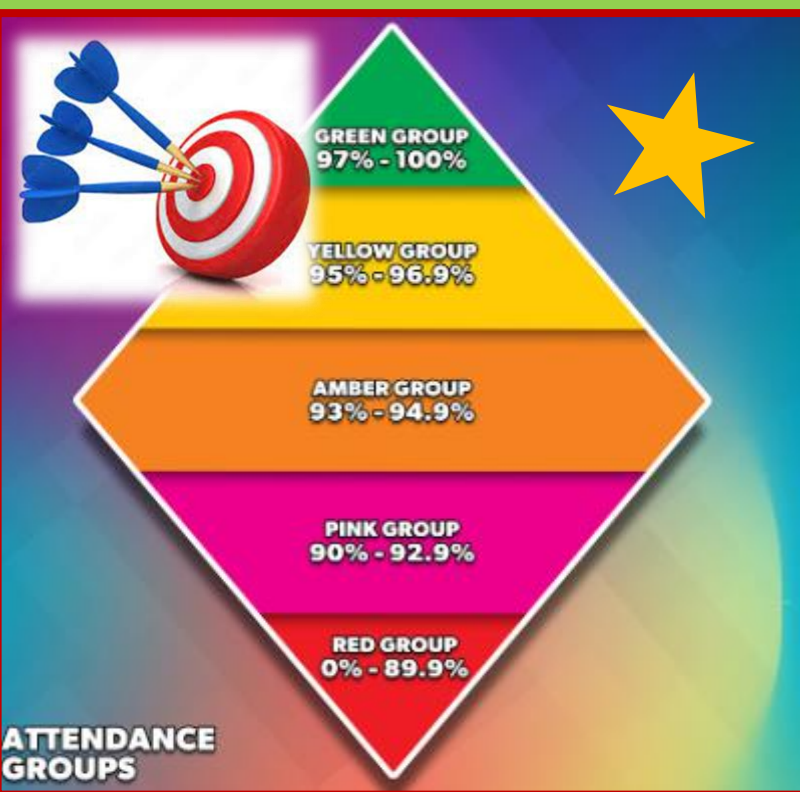 GREEN GROUP
97% - 100%
YELLOW GROUP
95% - 96.9%
AMBER GROUP
93% - 94.9%
PINK GROUP
90% - 92.9%
RED GROUP
0% - 89.9%
ATTENDANCE
GROUPS